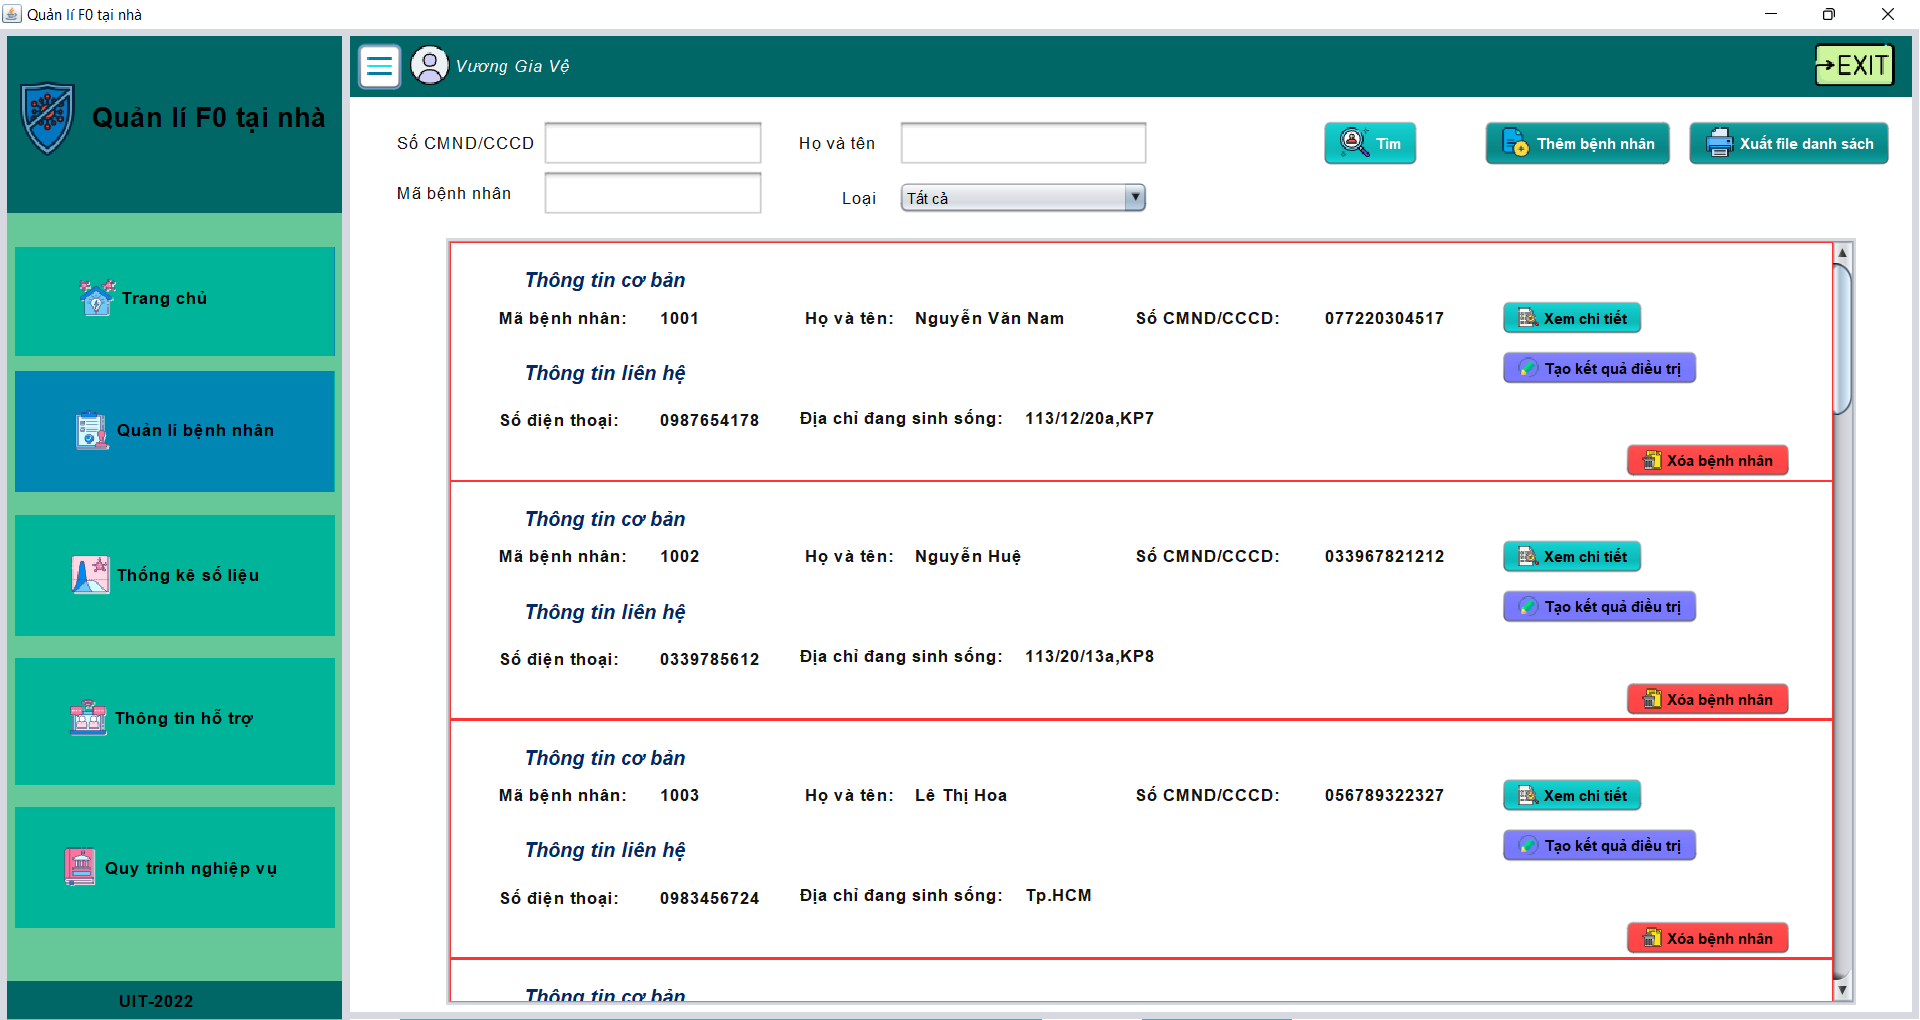 Quản lí F0 tại nhà
Quản lí F0 tại nhà
Vương Gia Vệ
EXIT
Số CMND/CCCD
Họ và tên
Tìm
Thêm bệnh nhân
Xuất file danh sách
Mã bệnh nhân
Loại
Tất cả
Trang chủ
Quản lí bệnh nhân
Thống kê số liệu
Thông tin hỗ trợ
Quy trình nghiệp vụ
UIT-2022
Thông tin cơ bản
Mã bệnh nhân: 1001 Họ và tên: Nguyễn Văn Nam Số CMND/CCCD: 077220304517 Xem chi tiết
Tạo kết quả điều trị
Thông tin liên hệ
Số điện thoại: 0987654178 Địa chỉ đang sinh sống: 113/12/20a,KP7
Xóa bệnh nhân
Thông tin cơ bản
Mã bệnh nhân: 1002 Họ và tên: Nguyễn Huệ Số CMND/CCCD: 033967821212 Xem chi tiết
Tạo kết quả điều trị
Thông tin liên hệ
Số điện thoại: 0339785612 Địa chỉ đang sinh sống: 113/20/13a,KP8
Xóa bệnh nhân
Thông tin cơ bản
Mã bệnh nhân: 1003 Họ và tên: Lê Thị Hoa Số CMND/CCCD: 056789322327 Xem chi tiết
Tạo kết quả điều trị
Thông tin liên hệ
Số điện thoại: 0983456724 Địa chỉ đang sinh sống: Tp.HCM
Xóa bệnh nhân
Thông tin cơ bản